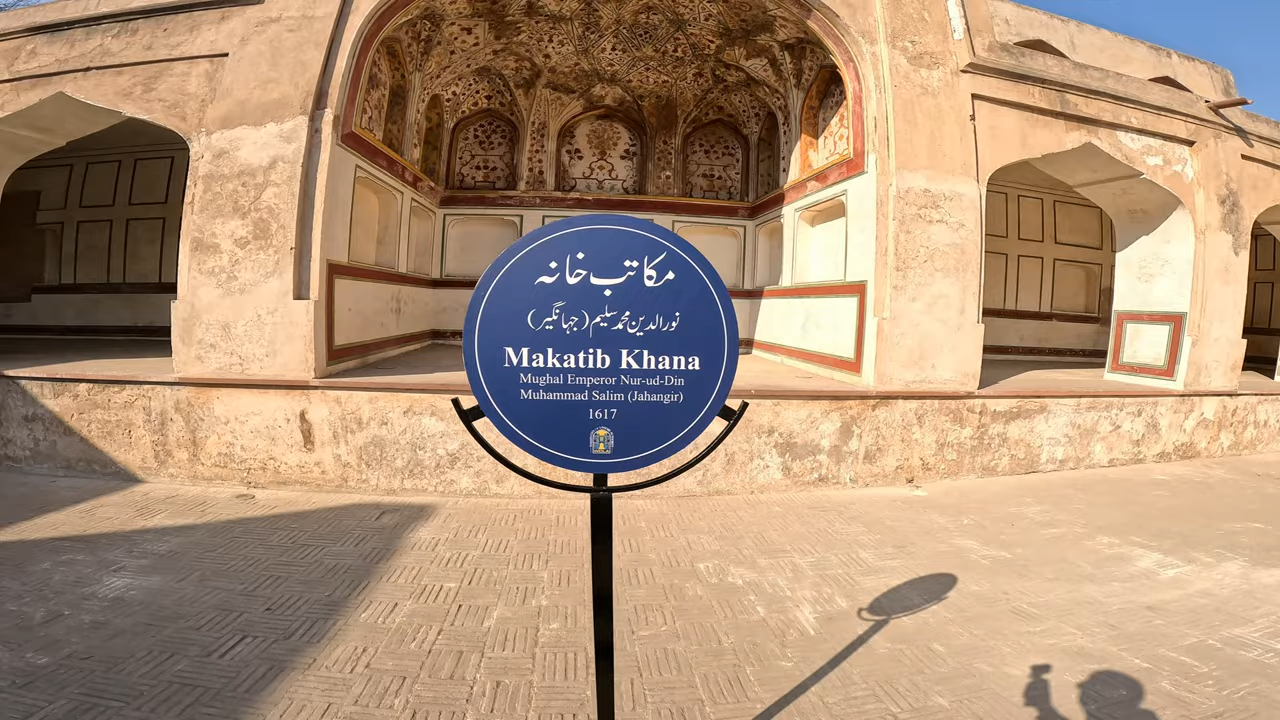 مکاتب خانہ
نورالدین محمد سلیم (جہانگیر)
Makatib Khana
Mughal Emperor Nur-ud-Din
Muhammad Salim (Jahangir)
1617